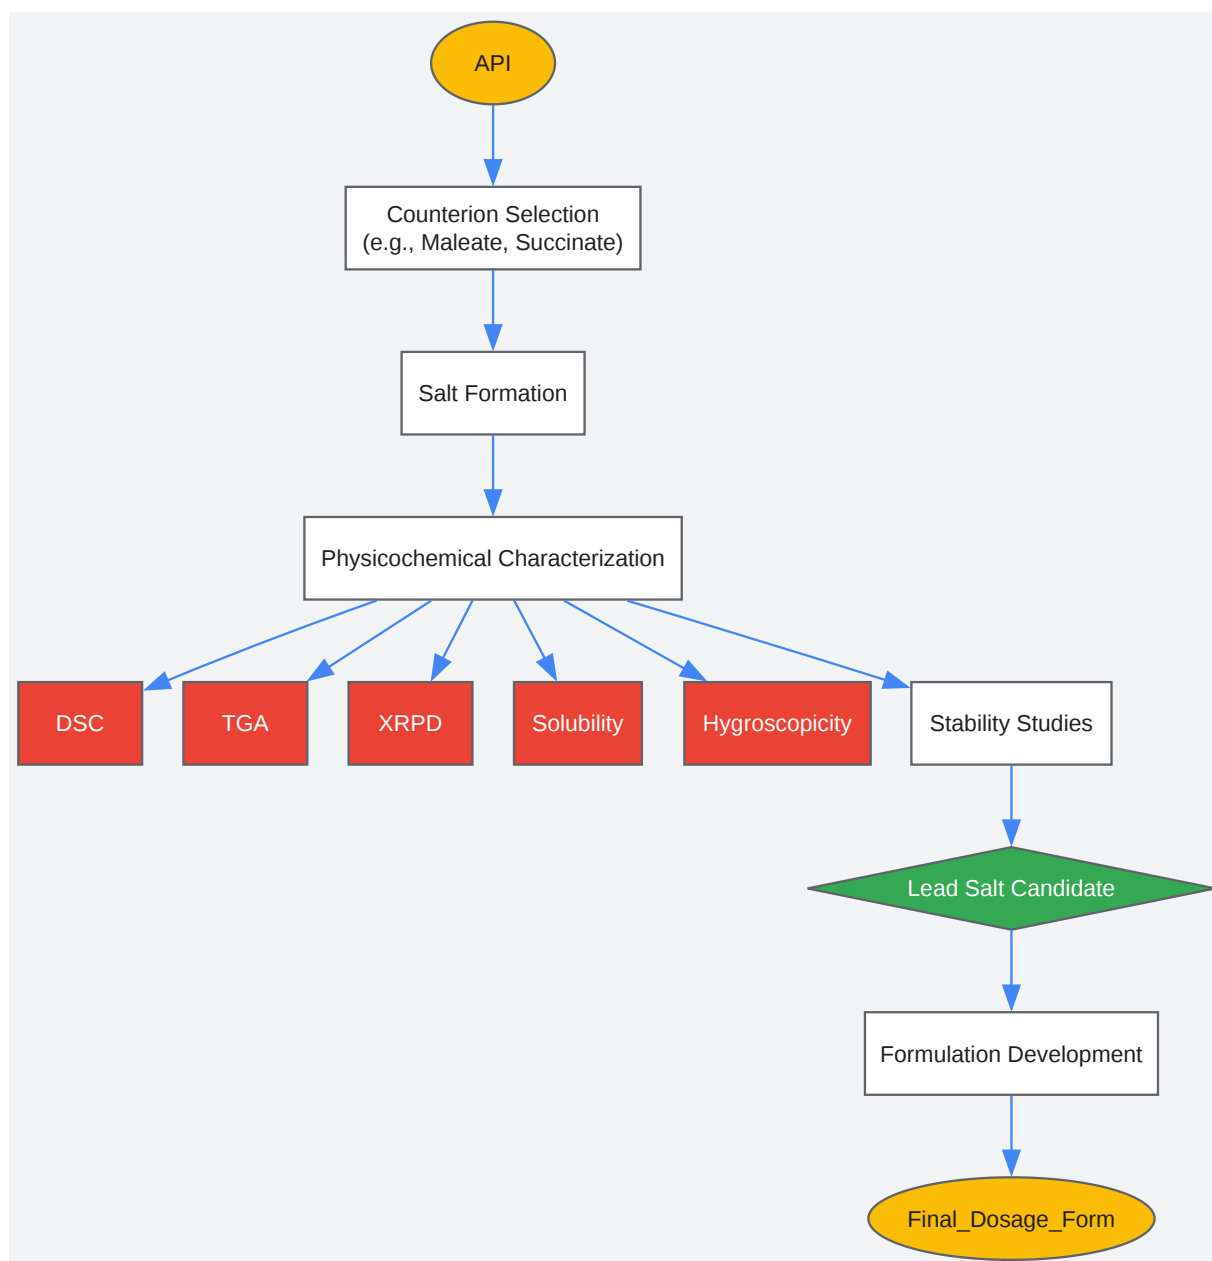 API
Counterion Selection
(e.g., Maleate, Succinate)
Salt Formation
Physicochemical Characterization
DSC
TGA
XRPD
Solubility
Hygroscopicity
Stability Studies
Lead Salt Candidate
Formulation Development
Final_Dosage_Form